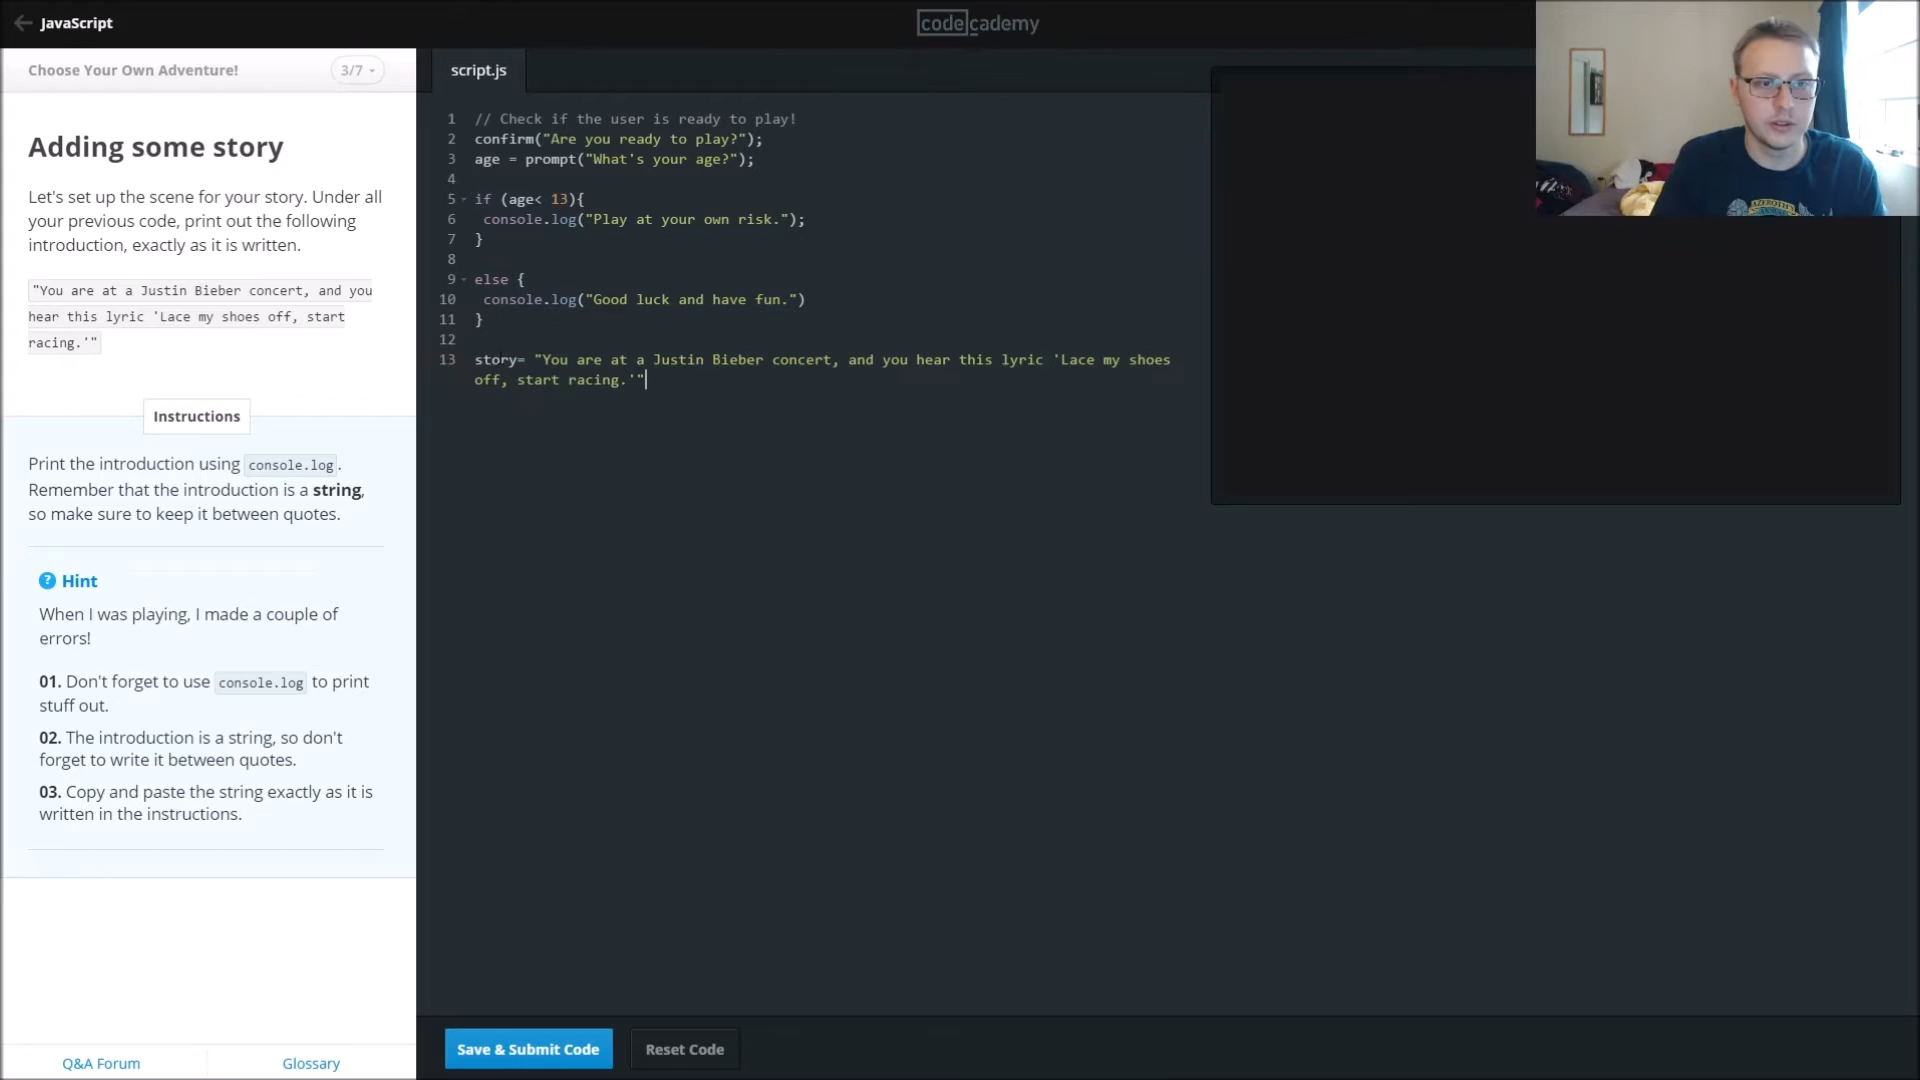 JavaScript
codecademy
Choose Your Own Adventure!
3/7
script.js
Adding some story
Let's set up the scene for your story. Under all
your previous code, print out the following
introduction, exactly as it is written.
"You are at a Justin Bieber concert, and you
hear this lyric 'Lace my shoes off, start
racing.'"
Instructions
Print the introduction using console.log.
Remember that the introduction is a string,
so make sure to keep it between quotes.
? Hint
When I was playing, I made a couple of
errors!
01. Don't forget to use console.log to print
stuff out.
02. The introduction is a string, so don't
forget to write it between quotes.
03. Copy and paste the string exactly as it is
written in the instructions.
Q&A Forum
Glossary
1 // Check if the user is ready to play!
2 confirm("Are you ready to play?");
3 age = prompt("What's your age?");
4
5 if (age< 13){
6 console.log("Play at your own risk.");
7 }
8
9 else {
10 console.log("Good luck and have fun.")
11 }
12
13 story= "You are at a Justin Bieber concert, and you hear this lyric 'Lace my shoes
off, start racing.'"
Save & Submit Code
Reset Code